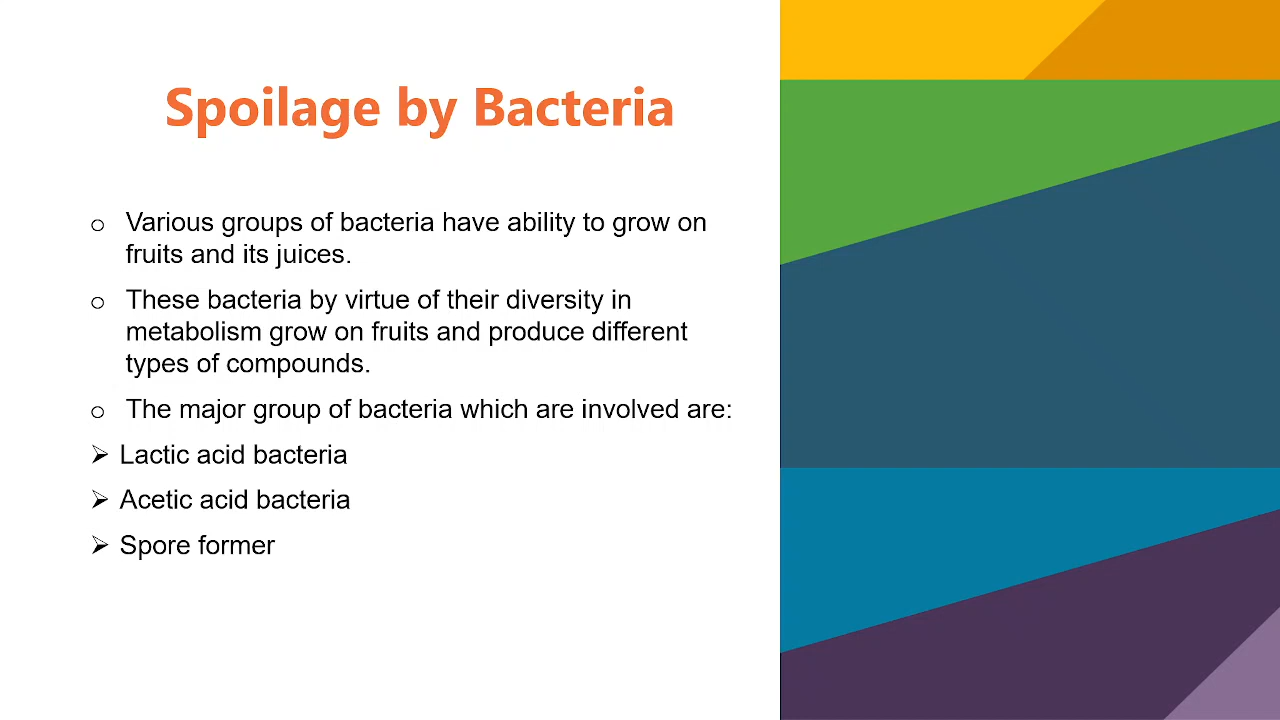 Spoilage by Bacteria
o Various groups of bacteria have ability to grow on
fruits and its juices.
o These bacteria by virtue of their diversity in
metabolism grow on fruits and produce different
types of compounds.
o The major group of bacteria which are involved are:
➢ Lactic acid bacteria
➢ Acetic acid bacteria
➢ Spore former